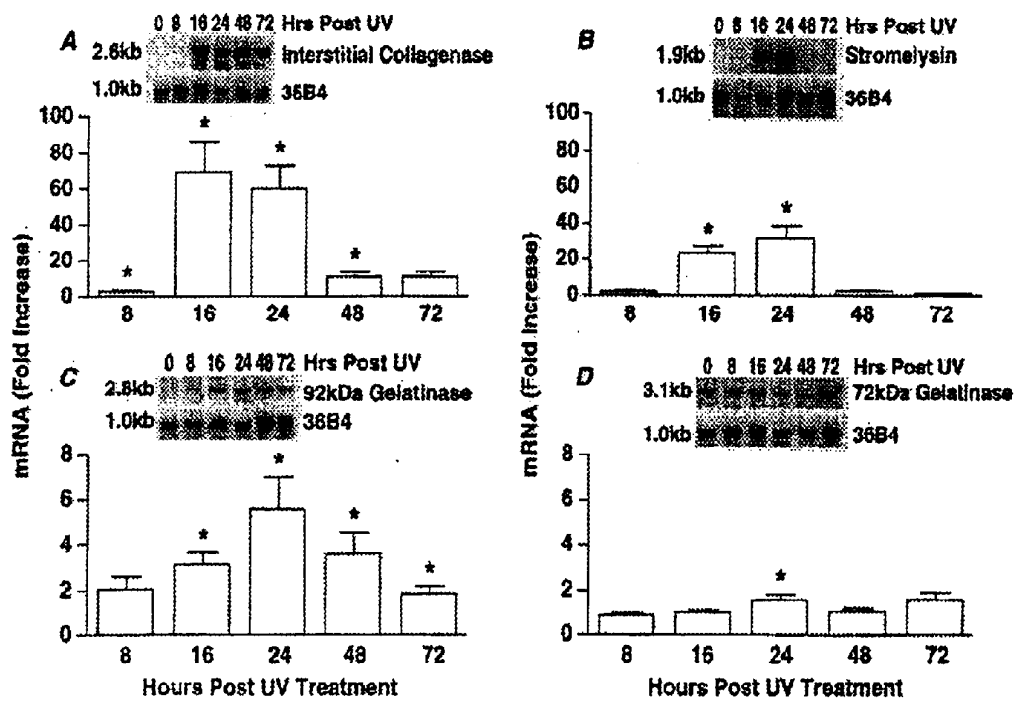 A
0 8 16 24 48 72 Hrs Post UV
2.6kb Interstitial Collagenase
1.0kb 36B4
100
80
60
40
20
0
* * * *
8 16 24 48 72
B
0 8 16 24 48 72 Hrs Post UV
1.9kb Stromelysin
1.0kb 36B4
100
80
60
40
20
0
* *
8 16 24 48 72
mRNA (Fold Increase)
mRNA (Fold Increase)
C
0 8 16 24 48 72 Hrs Post UV
2.8kb 92kDa Gelatinase
1.0kb 36B4
8
6
4
2
0
* * * *
8 16 24 48 72
Hours Post UV Treatment
D
0 8 16 24 48 72 Hrs Post UV
3.1kb 72kDa Gelatinase
1.0kb 36B4
8
6
4
2
0
*
8 16 24 48 72
Hours Post UV Treatment